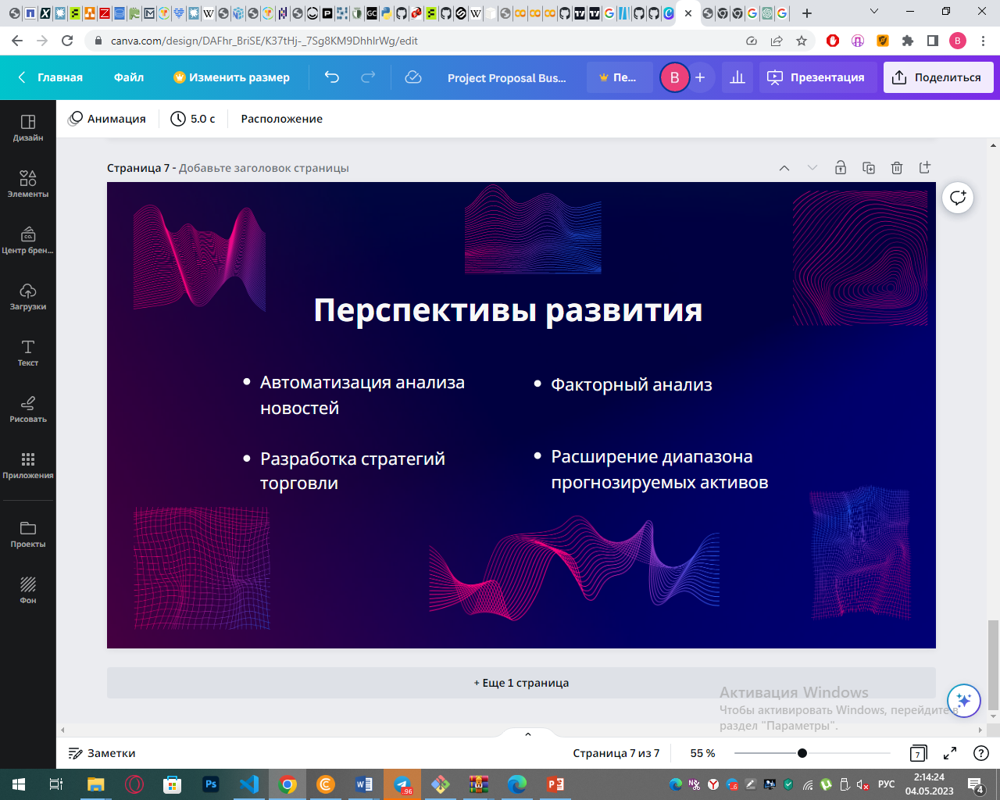 canva.com/design/DAFhr_BriSE/K37tHj-_7Sg8KM9DhhIrWg/edit
B
Главная
Файл
Изменить размер
Project Proposal Bus...
Пе...
B
Презентация
Поделиться
Анимация
5.0 с
Расположение
Дизайн
Элементы
Центр брен...
Загрузки
Текст
Рисовать
Приложения
Проекты
Фон
Страница 7 - Добавьте заголовок страницы
Перспективы развития
Автоматизация анализа
новостей
Разработка стратегий
торговли
Факторный анализ
Расширение диапазона
прогнозируемых активов
+ Еще 1 страница
Активация Windows
Чтобы активировать Windows, перейдите в
раздел "Параметры".
Заметки
Страница 7 из 7
55 %
7
Ps
96
РУС
2:14:24
04.05.2023
4